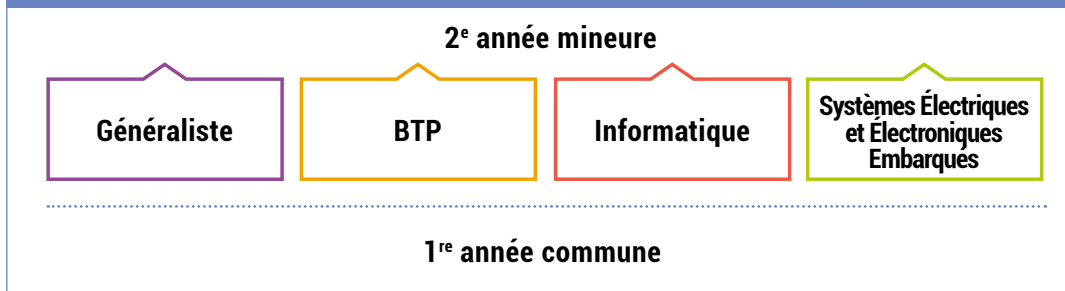 2e année mineure
Généraliste
BTP
Informatique
Systèmes Électriques
et Électroniques
Embarqués
1re année commune